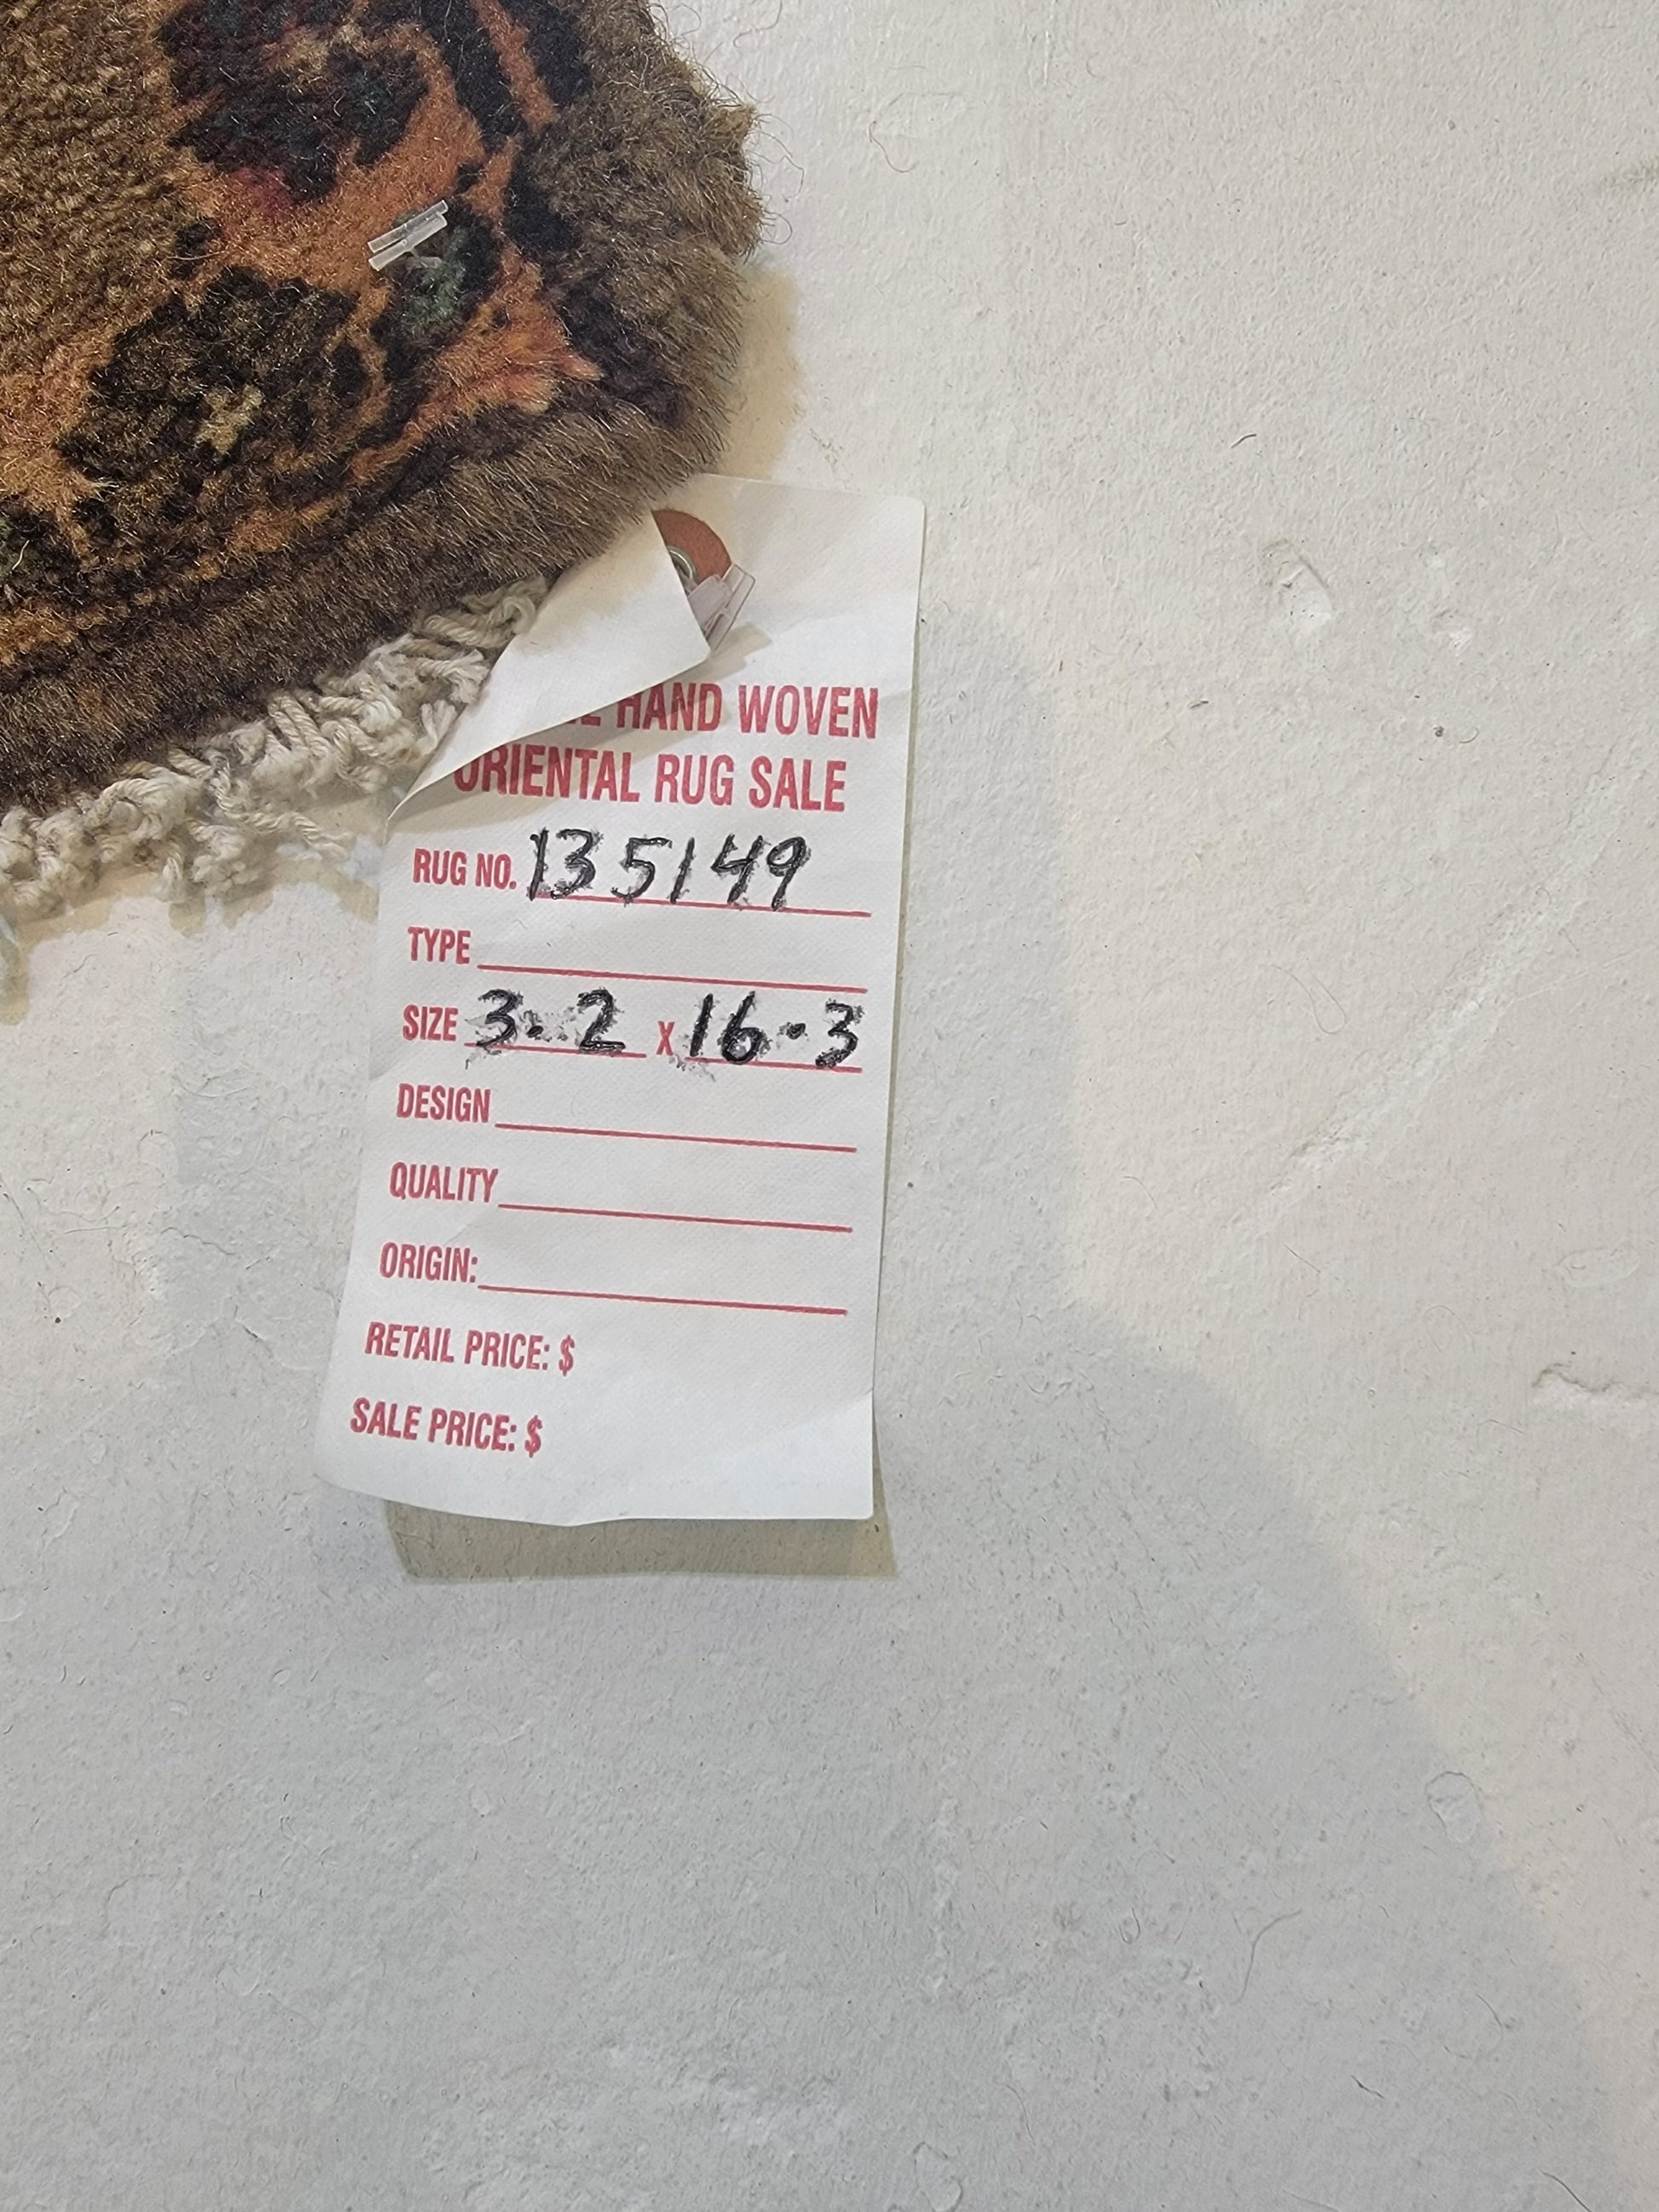 HAND WOVEN
ORIENTAL RUG SALE
RUG NO. 135149
TYPE
SIZE 3.2 X 16.3
DESIGN
QUALITY
ORIGIN:
RETAIL PRICE: $
SALE PRICE: $